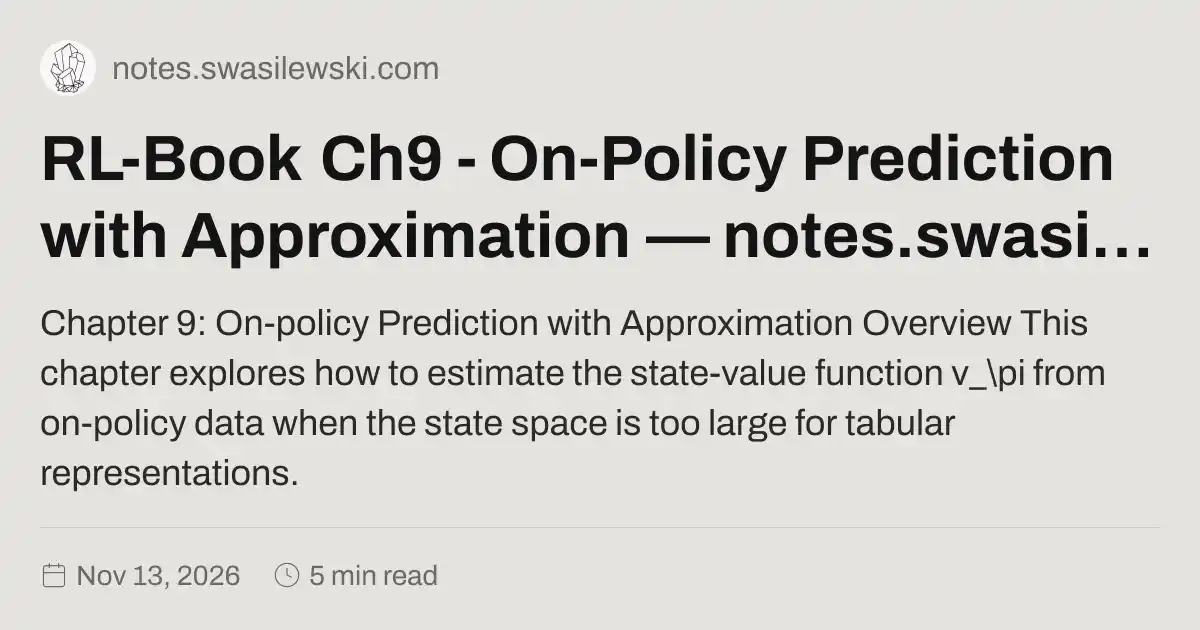 notes.swasilewski.com
RL-Book Ch9 - On-Policy Prediction
with Approximation — notes.swasi...
Chapter 9: On-policy Prediction with Approximation Overview This
chapter explores how to estimate the state-value function v_\pi from
on-policy data when the state space is too large for tabular
representations.
Nov 13, 2026 5 min read